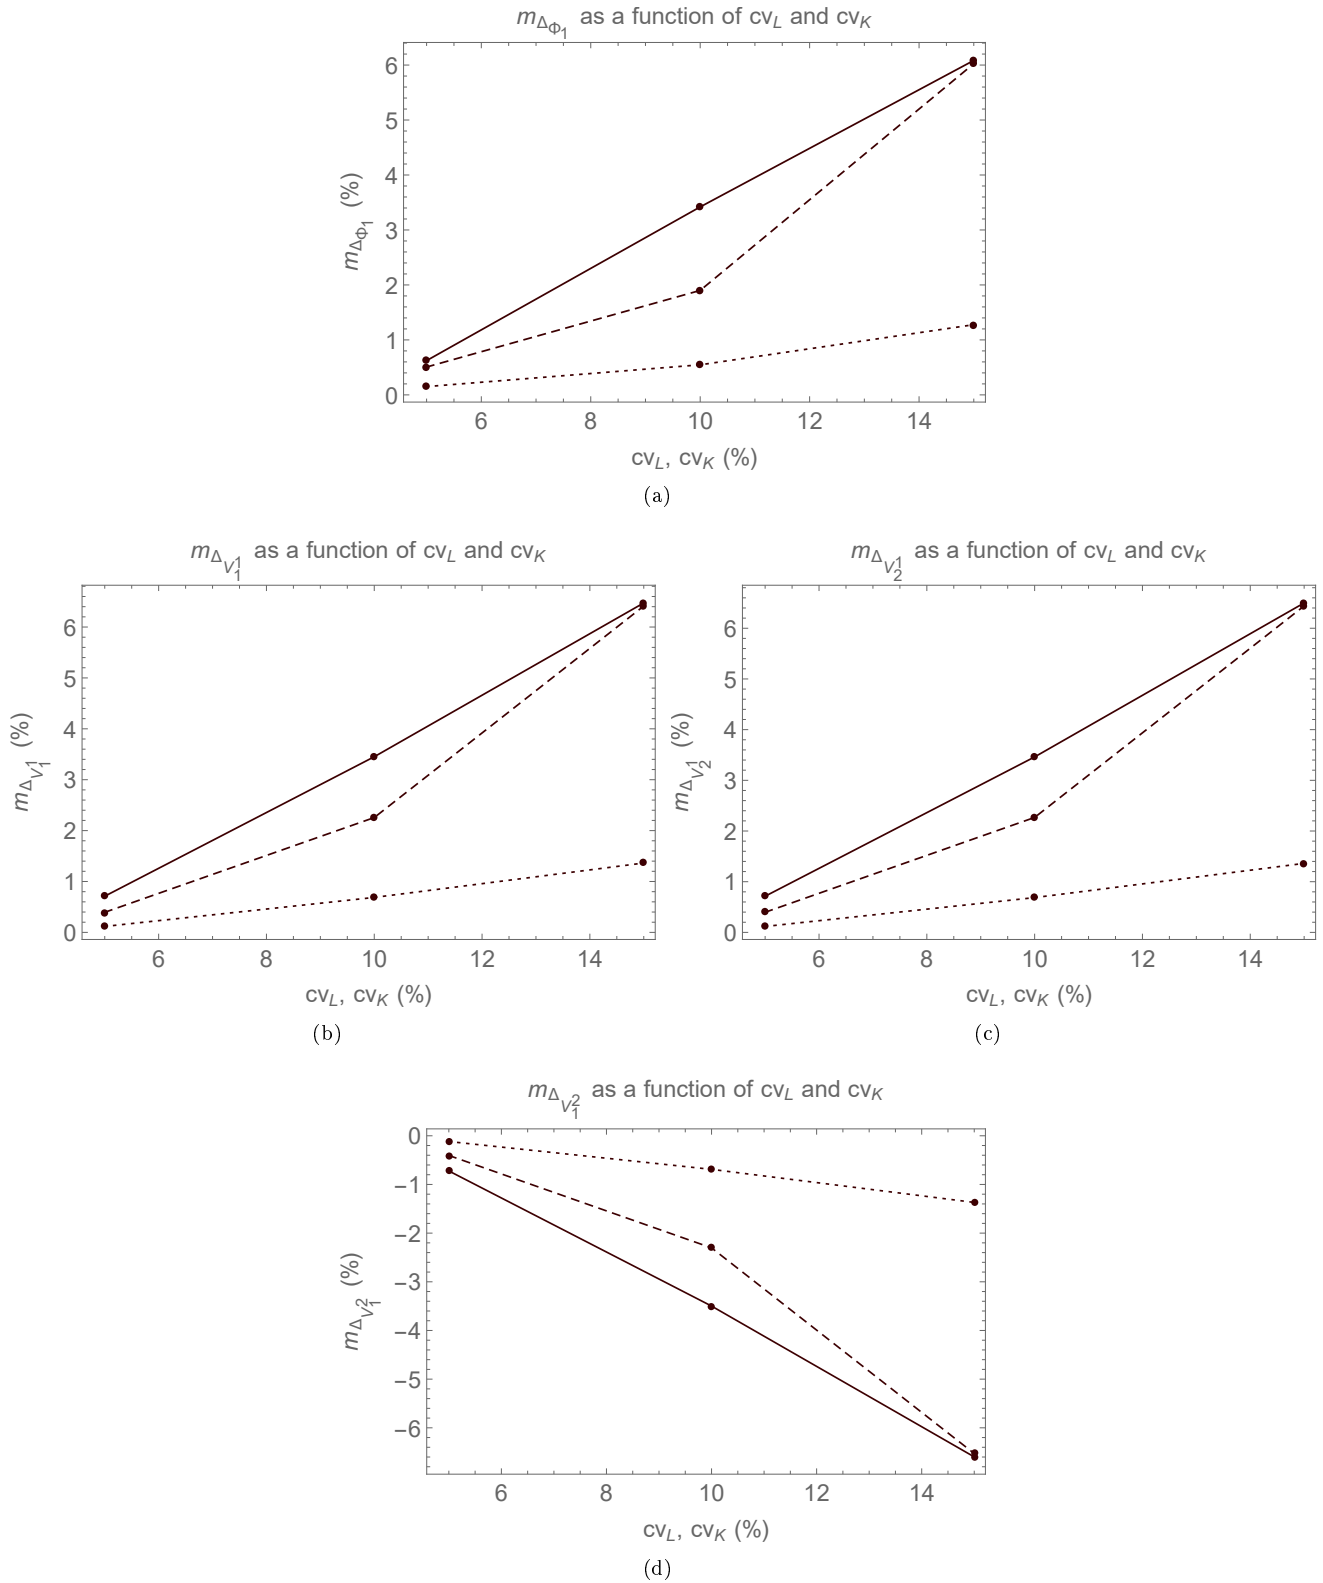 m_{Δ_{Φ_1}} as a function of cv_L and cv_K
m_{Δ_{Φ_1}} (%)
6
5
4
3
2
1
0
6 8 10 12 14
cv_L, cv_K (%)
(a)
m_{Δ_{V_1^1}} as a function of cv_L and cv_K
m_{Δ_{V_1^1}} (%)
6
5
4
3
2
1
0
6 8 10 12 14
cv_L, cv_K (%)
(b)
m_{Δ_{V_2^1}} as a function of cv_L and cv_K
m_{Δ_{V_2^1}} (%)
6
5
4
3
2
1
0
6 8 10 12 14
cv_L, cv_K (%)
(c)
m_{Δ_{V_1^2}} as a function of cv_L and cv_K
m_{Δ_{V_1^2}} (%)
0
−1
−2
−3
−4
−5
−6
6 8 10 12 14
cv_L, cv_K (%)
(d)